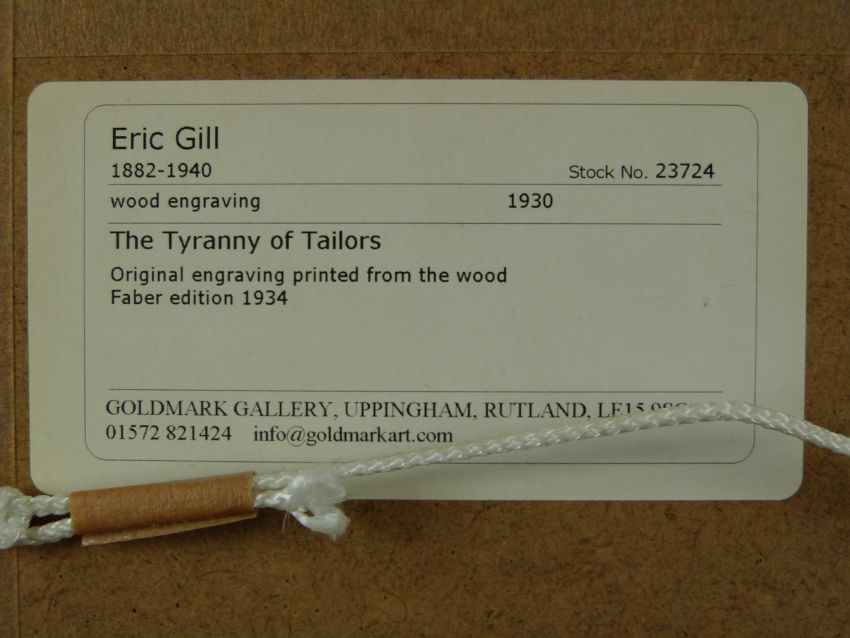 Eric Gill
1882-1940 Stock No. 23724
wood engraving 1930
The Tyranny of Tailors
Original engraving printed from the wood
Faber edition 1934
GOLDMARK GALLERY, UPPINGHAM, RUTLAND, LE15
01572 821424 info@goldmarkart.com